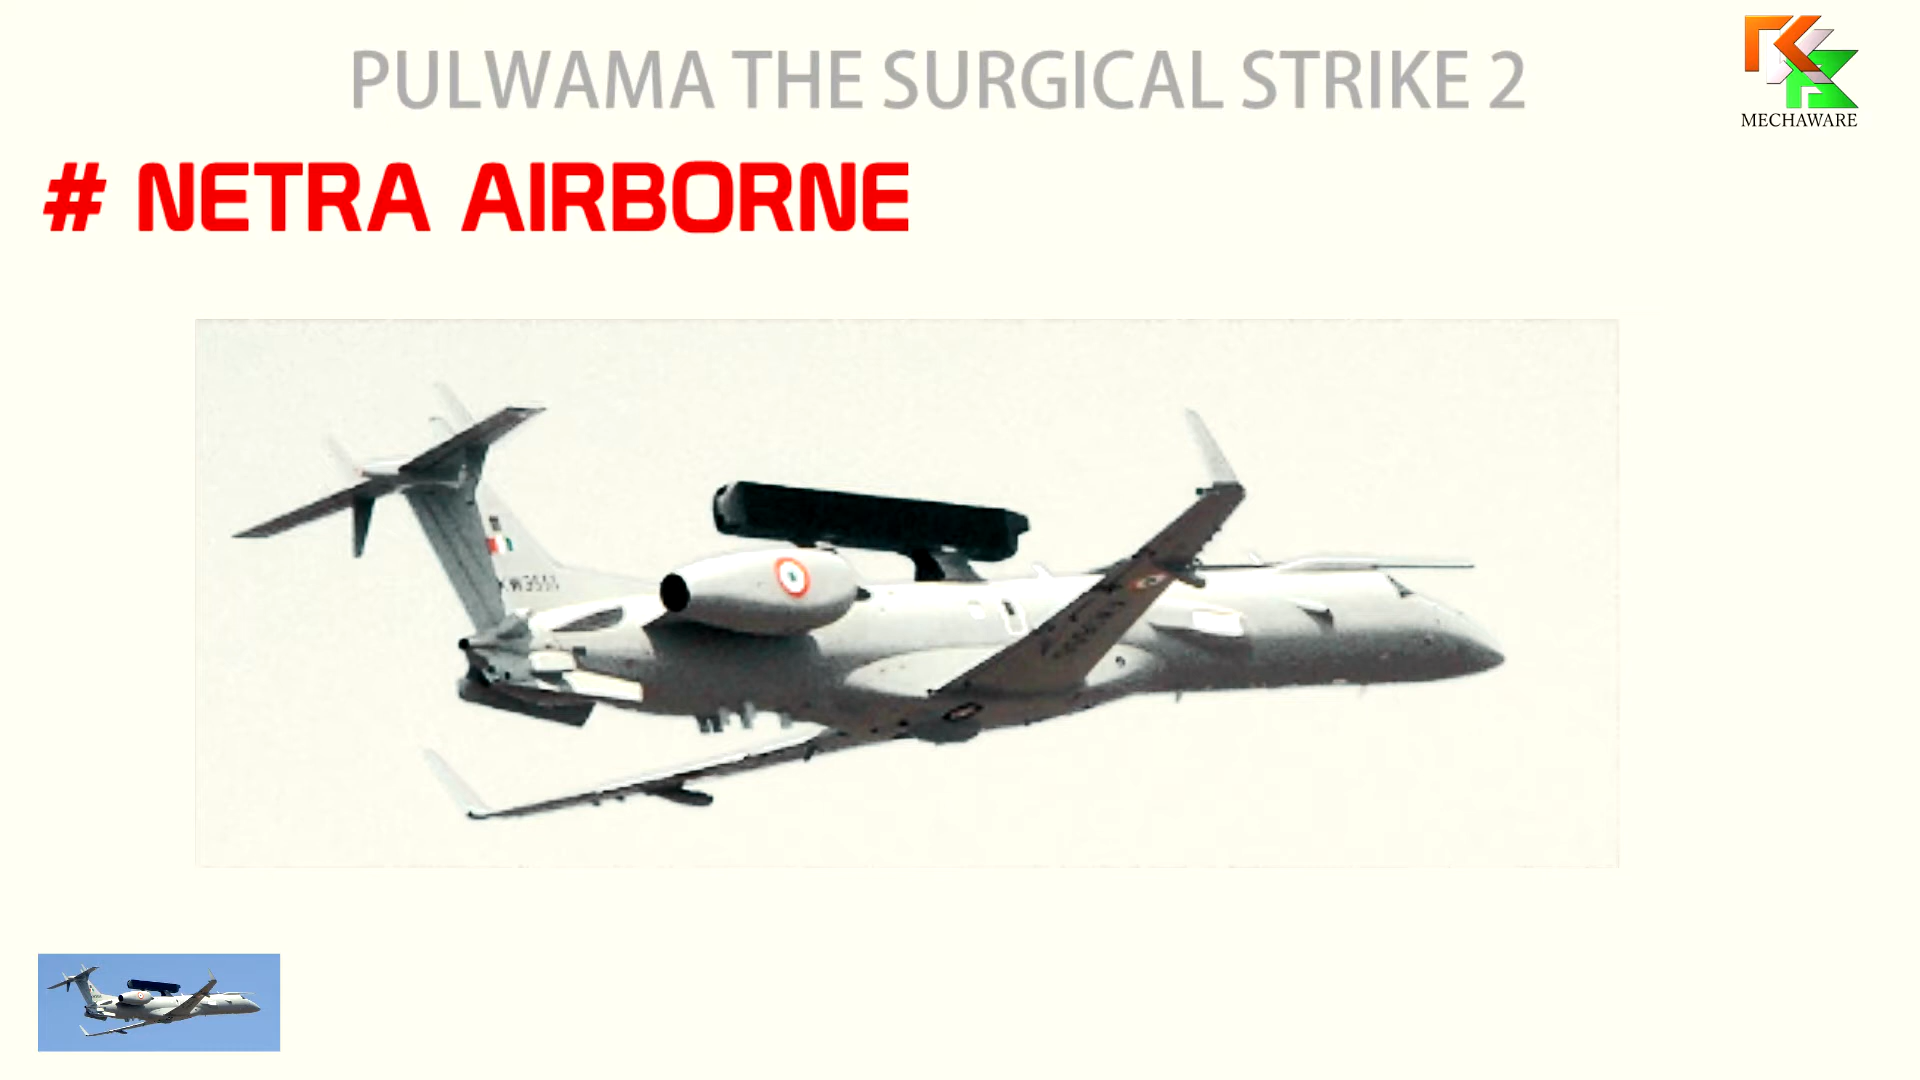 PULWAMA THE SURGICAL STRIKE 2
MECHAWARE
# NETRA AIRBORNE